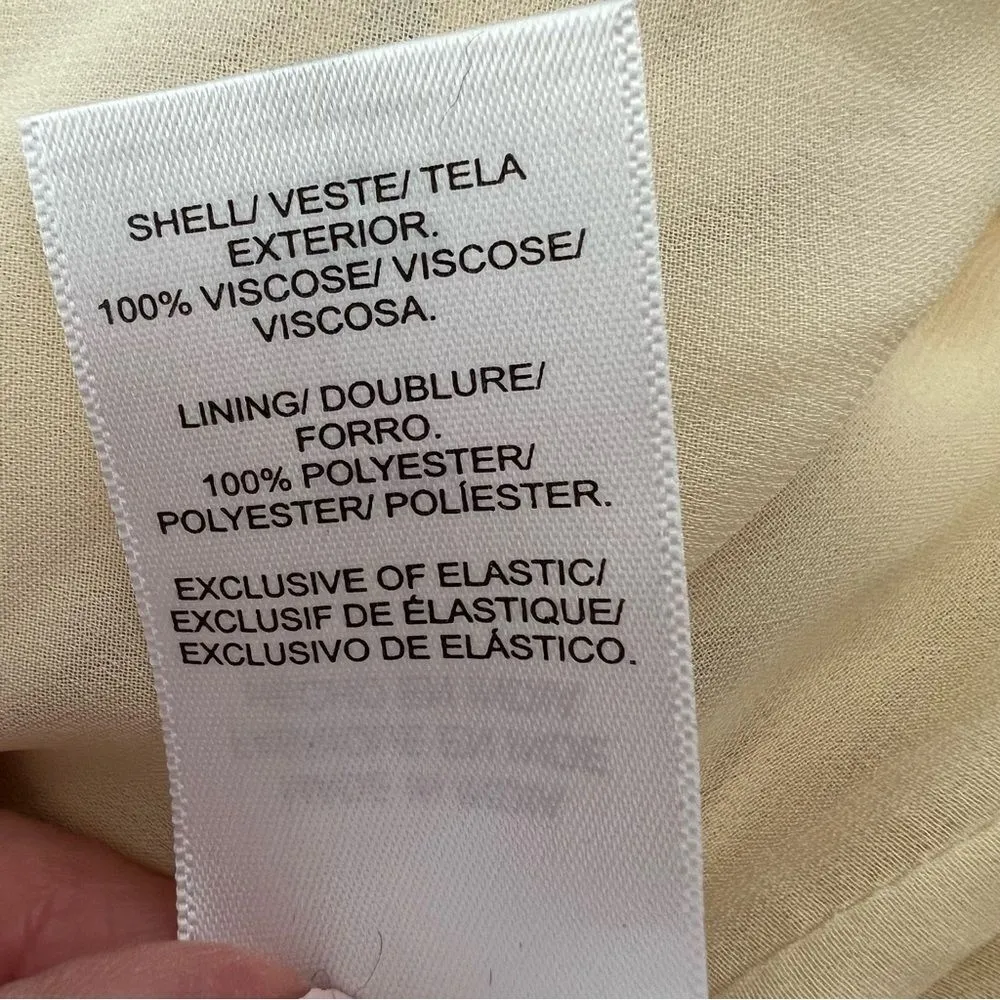 SHELL/ VESTE/ TELA
EXTERIOR.
100% VISCOSE/ VISCOSE/
VISCOSA.
LINING/ DOUBLURE/
FORRO.
100% POLYESTER/
POLYESTER/ POLÍESTER.
EXCLUSIVE OF ELASTIC/
EXCLUSIF DE ÉLASTIQUE/
EXCLUSIVO DE ELÁSTICO.